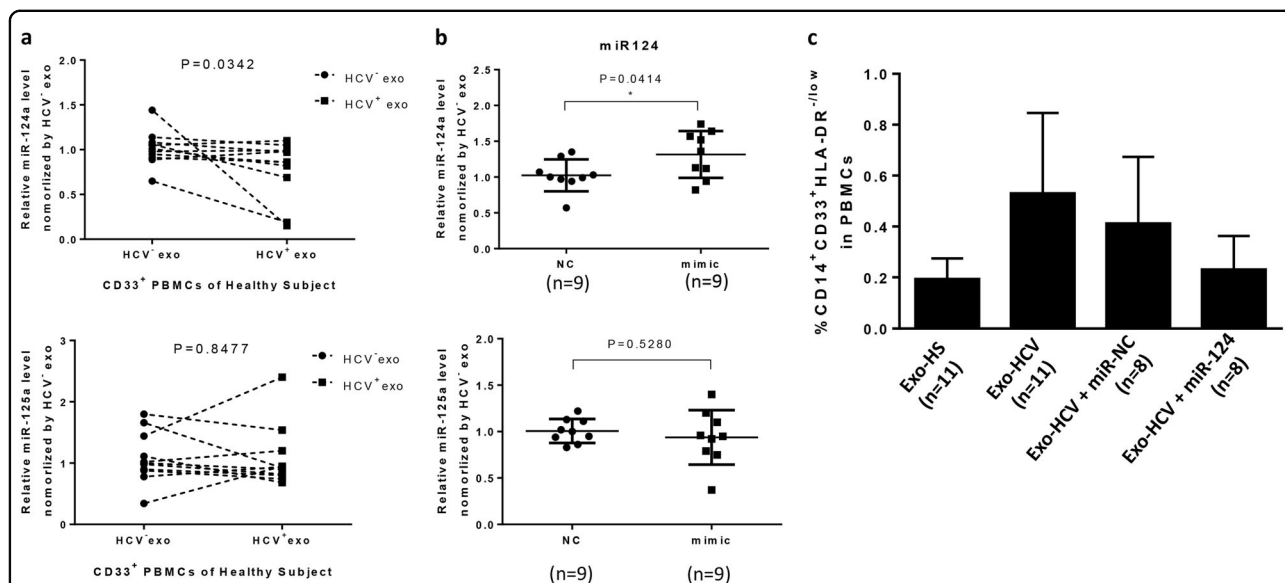 a
P=0.0342
HCV⁻ exo
HCV⁺ exo
Relative miR-124a level
nomorlized by HCV⁻ exo
2.0
1.5
1.0
0.5
0.0
HCV⁻exo
HCV⁺exo
CD33⁺ PBMCs of Healthy Subject
P=0.8477
HCV⁻exo
HCV⁺exo
Relative miR-125a level
nomorlized by HCV⁻ exo
3
2
1
0
HCV⁻exo
HCV⁺exo
CD33⁺ PBMCs of Healthy Subject
b
miR124
P=0.0414
*
Relative miR-124a level
nomorlized by HCV⁻ exo
2.5
2.0
1.5
1.0
0.5
0.0
NC
mimic
(n=9)
(n=9)
P=0.5280
Relative miR-125a level
nomorlized by HCV⁻ exo
2.0
1.5
1.0
0.5
0.0
NC
mimic
(n=9)
(n=9)
c
%CD14⁺CD33⁺HLA-DR⁻/low
in PBMCs
1.0
0.8
0.6
0.4
0.2
0.0
Exo-HS
(n=11)
Exo-HCV
(n=11)
Exo-HCV + miR-NC
(n=8)
Exo-HCV + miR-124
(n=8)